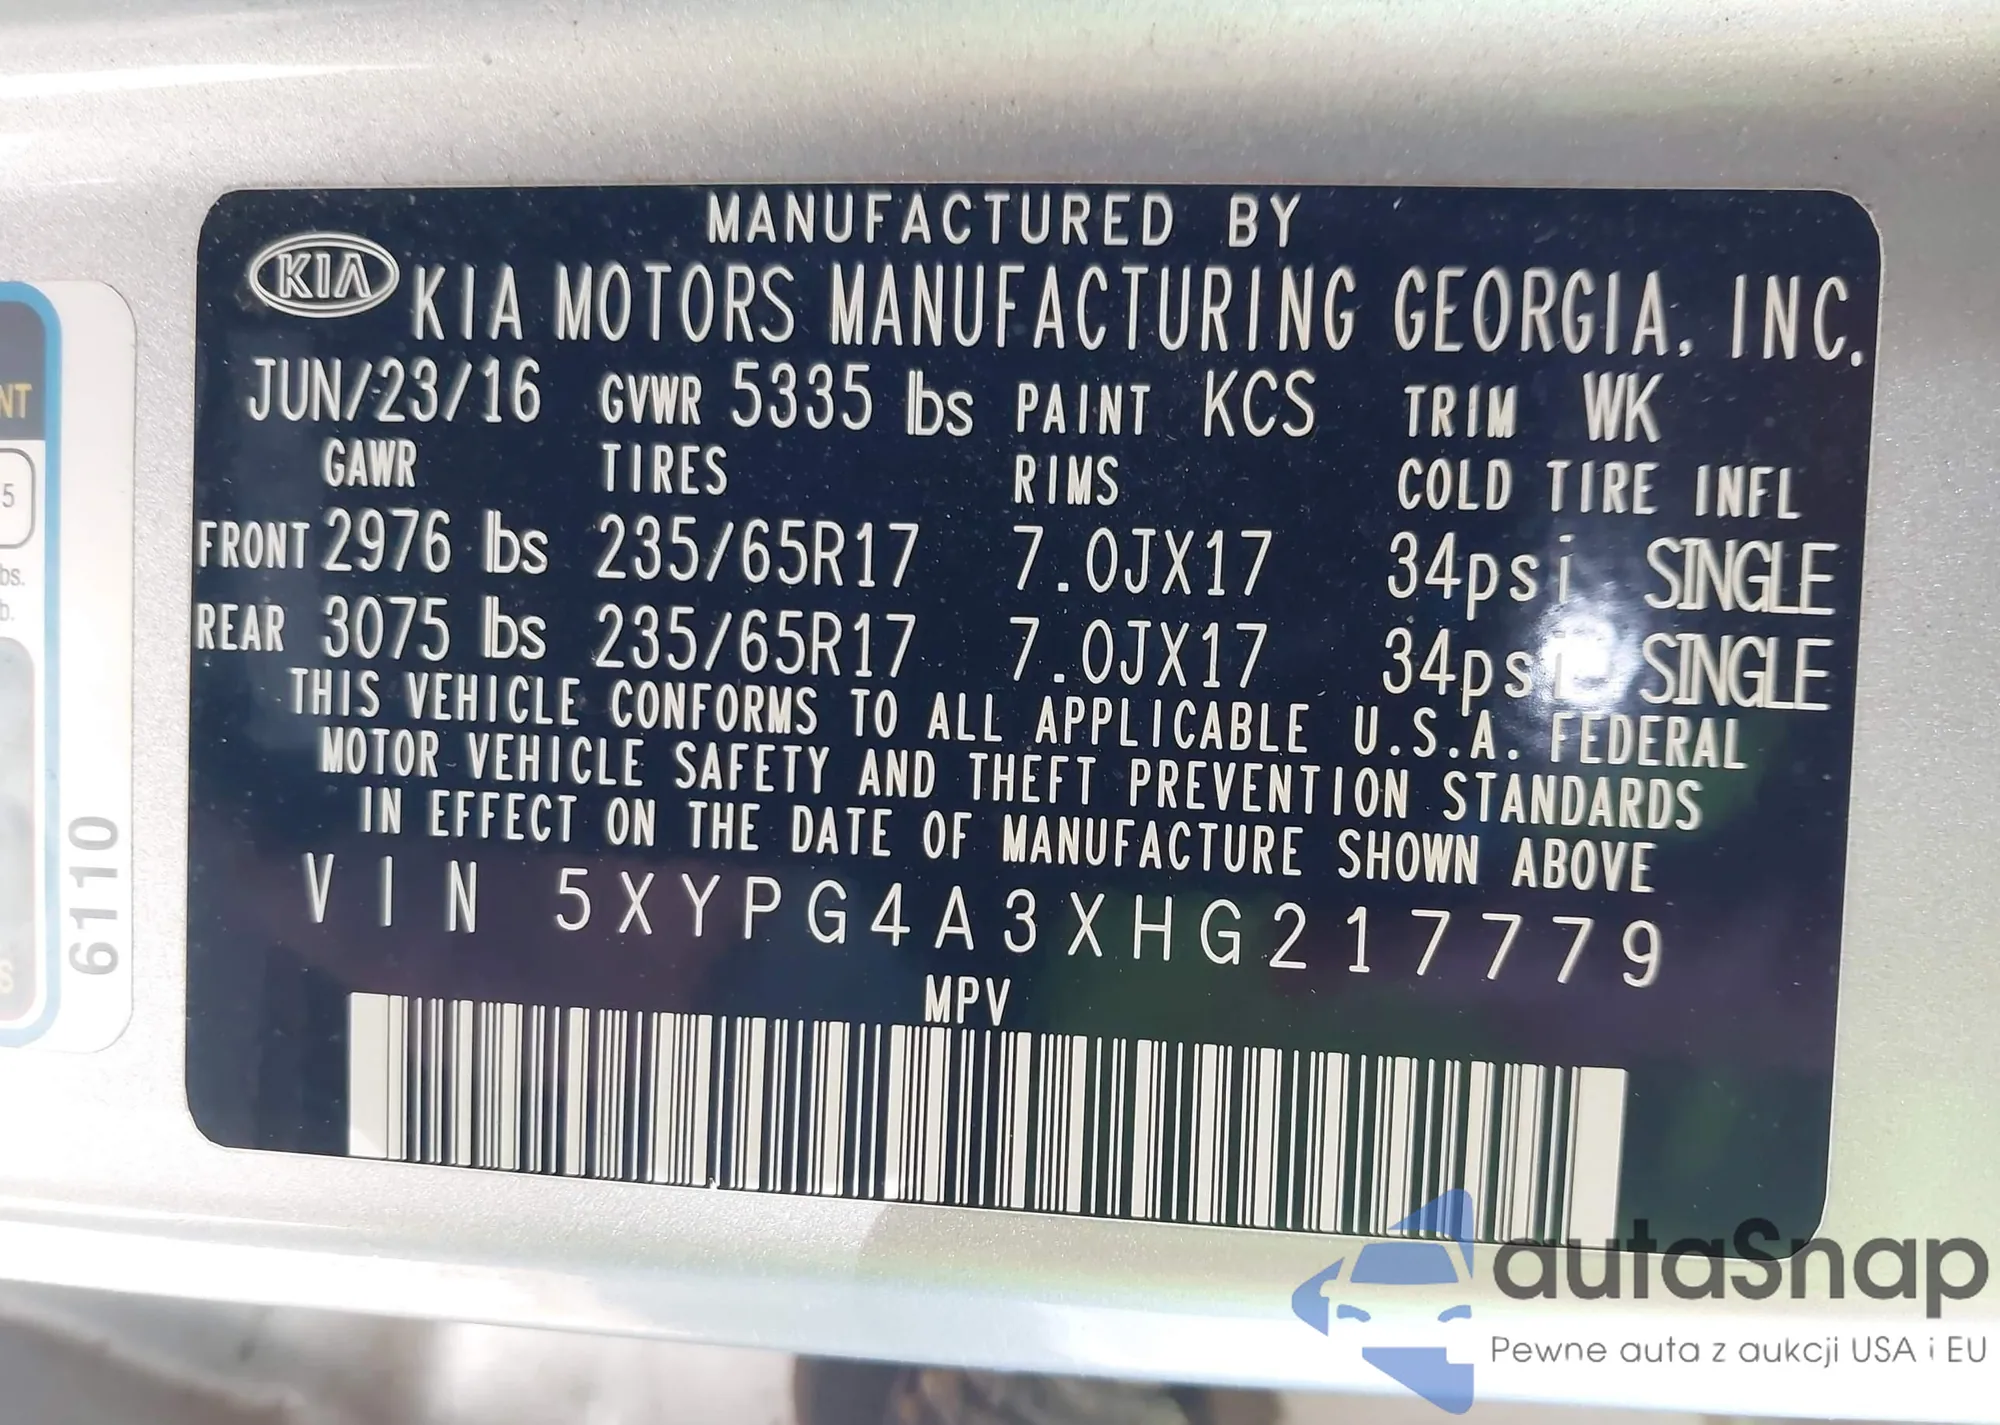 MANUFACTURED BY
KIA KIA MOTORS MANUFACTURING GEORGIA, INC.
JUN/23/16 GVWR 5335 lbs PAINT KCS TRIM WK
GAWR TIRES RIMS COLD TIRE INFL
FRONT 2976 lbs 235/65R17 7.0JX17 34psi SINGLE
REAR 3075 lbs 235/65R17 7.0JX17 34psi SINGLE
THIS VEHICLE CONFORMS TO ALL APPLICABLE U.S.A. FEDERAL
MOTOR VEHICLE SAFETY AND THEFT PREVENTION STANDARDS
IN EFFECT ON THE DATE OF MANUFACTURE SHOWN ABOVE
VIN 5XYPG4A3XHG217779
MPV
6110
autaSnap
Pewne auta z aukcji USA i EU